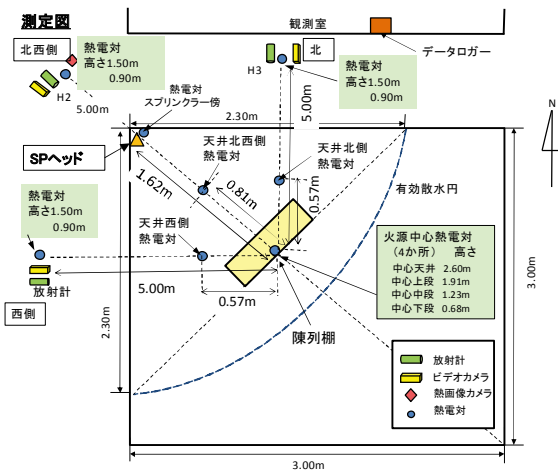 測定図
観測室
データロガー
北西側
熱電対
高さ1.50m
0.90m
H2
5.00m
北
H3
熱電対
高さ1.50m
0.90m
5.00m
熱電対
スプリンクラー傍
2.30m
N
SPヘッド
天井北西側
熱電対
天井北側
熱電対
1.62m
0.81m
0.57m
有効散水円
熱電対
高さ1.50m
0.90m
天井西側
熱電対
放射計
西側
5.00m
0.57m
2.30m
火源中心熱電対
(4か所) 高さ
中心天井 2.60m
中心上段 1.91m
中心中段 1.23m
中心下段 0.68m
3.00m
陳列棚
放射計
ビデオカメラ
熱画像カメラ
熱電対
3.00m